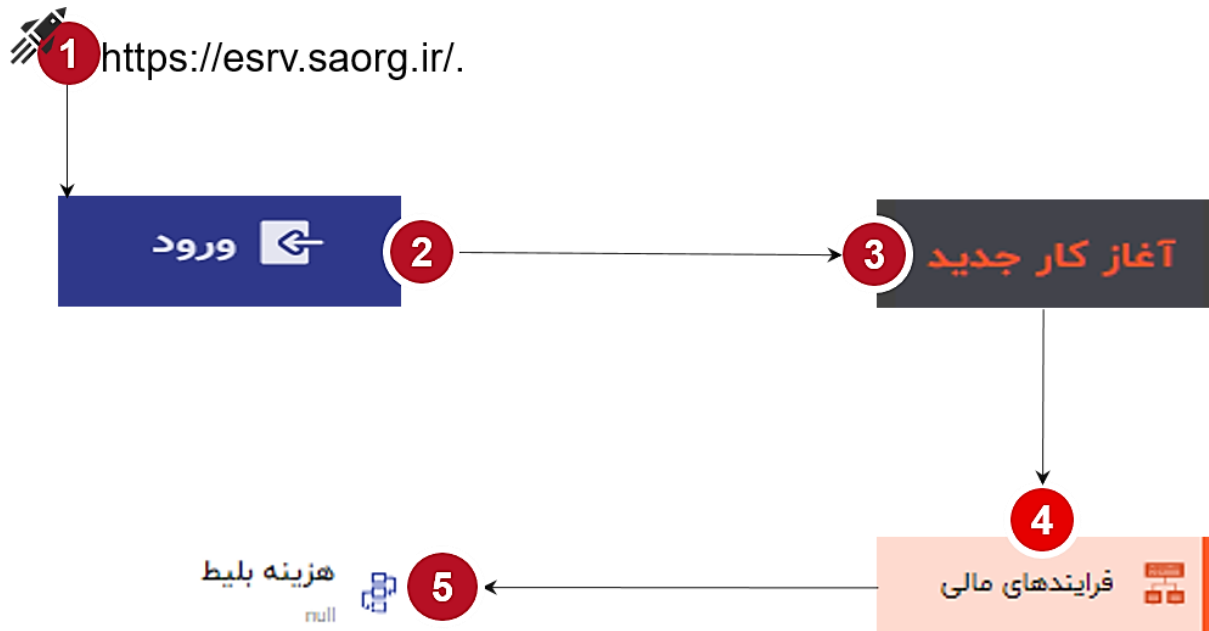 1 https://esrv.saorg.ir/.
ورود 2
3 آغاز کار جدید
4
فرایندهای مالی
5 هزینه بلیط
null